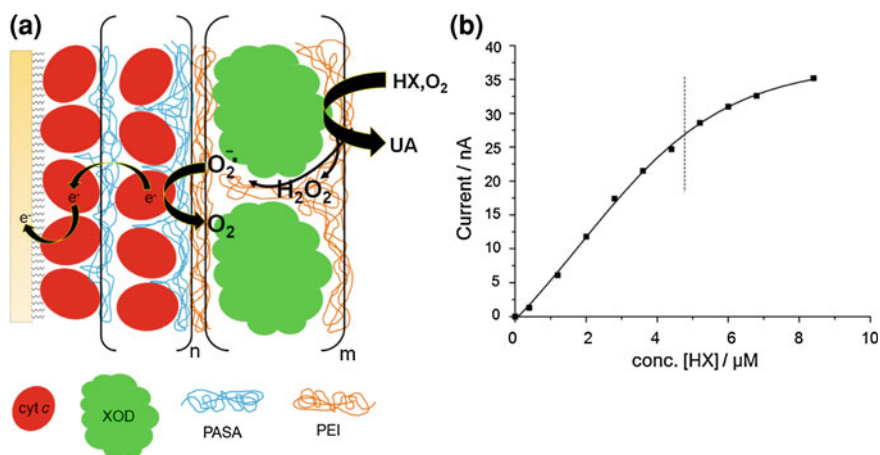 (a)
HX,O₂
UA
O₂⁻·
H₂O₂
e⁻
e⁻
e⁻
O₂
n
m
cyt c
XOD
PASA
PEI
(b)
Current / nA
40
35
30
25
20
15
10
5
0
0 2 4 6 8 10
conc. [HX] / µM